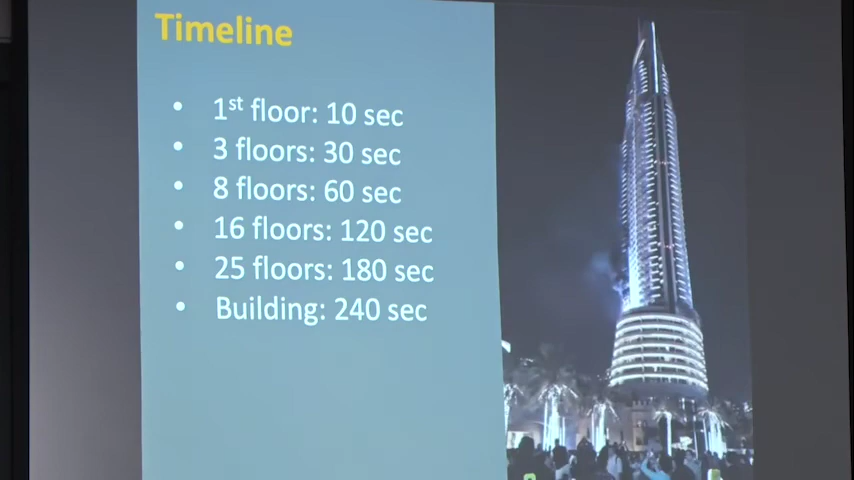 Timeline
• 1st floor: 10 sec
• 3 floors: 30 sec
• 8 floors: 60 sec
• 16 floors: 120 sec
• 25 floors: 180 sec
• Building: 240 sec